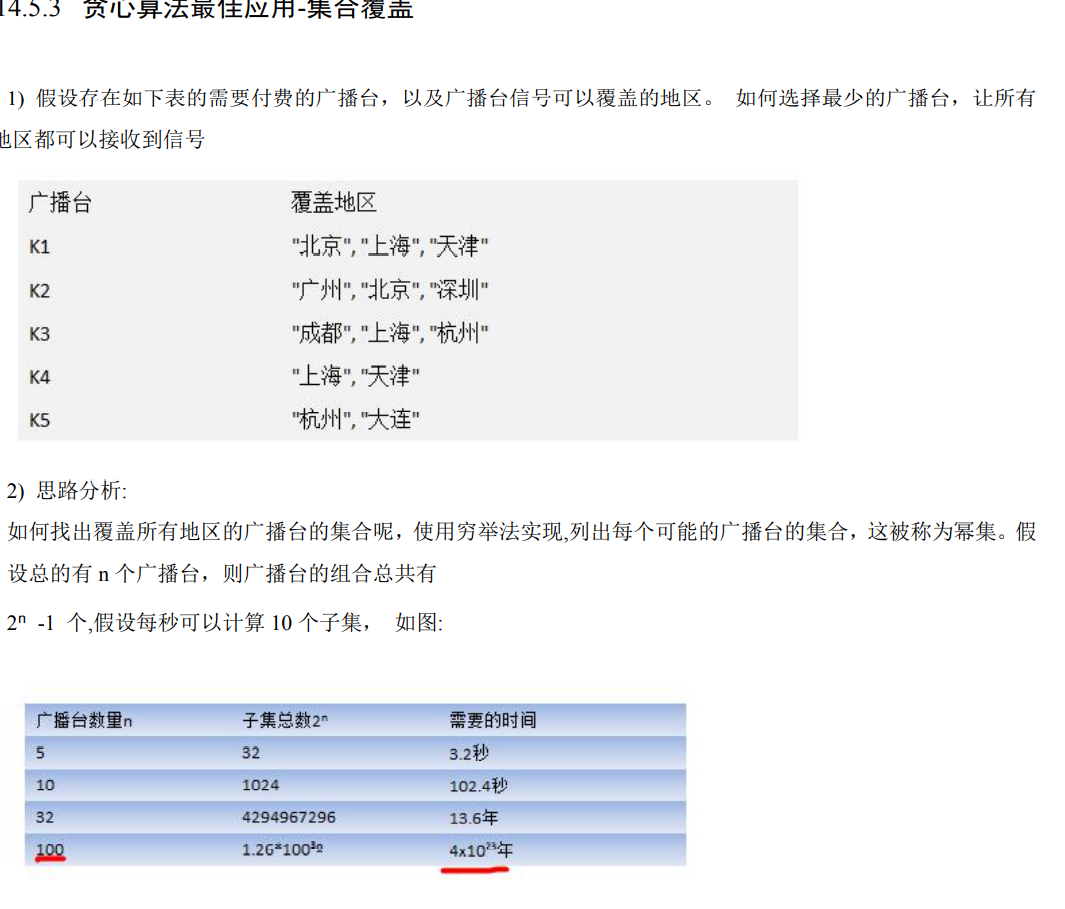 14.5.3 贪心算法最佳应用-集合覆盖
1) 假设存在如下表的需要付费的广播台，以及广播台信号可以覆盖的地区。 如何选择最少的广播台，让所有
地区都可以接收到信号
广播台 覆盖地区
K1 "北京","上海","天津"
K2 "广州","北京","深圳"
K3 "成都","上海","杭州"
K4 "上海","天津"
K5 "杭州","大连"
2) 思路分析:
如何找出覆盖所有地区的广播台的集合呢，使用穷举法实现,列出每个可能的广播台的集合，这被称为幂集。假
设总的有 n 个广播台，则广播台的组合总共有
2ⁿ -1 个,假设每秒可以计算 10 个子集， 如图:
广播台数量n 子集总数2ⁿ 需要的时间
5 32 3.2秒
10 1024 102.4秒
32 4294967296 13.6年
100 1.26*100³º 4x10²³年